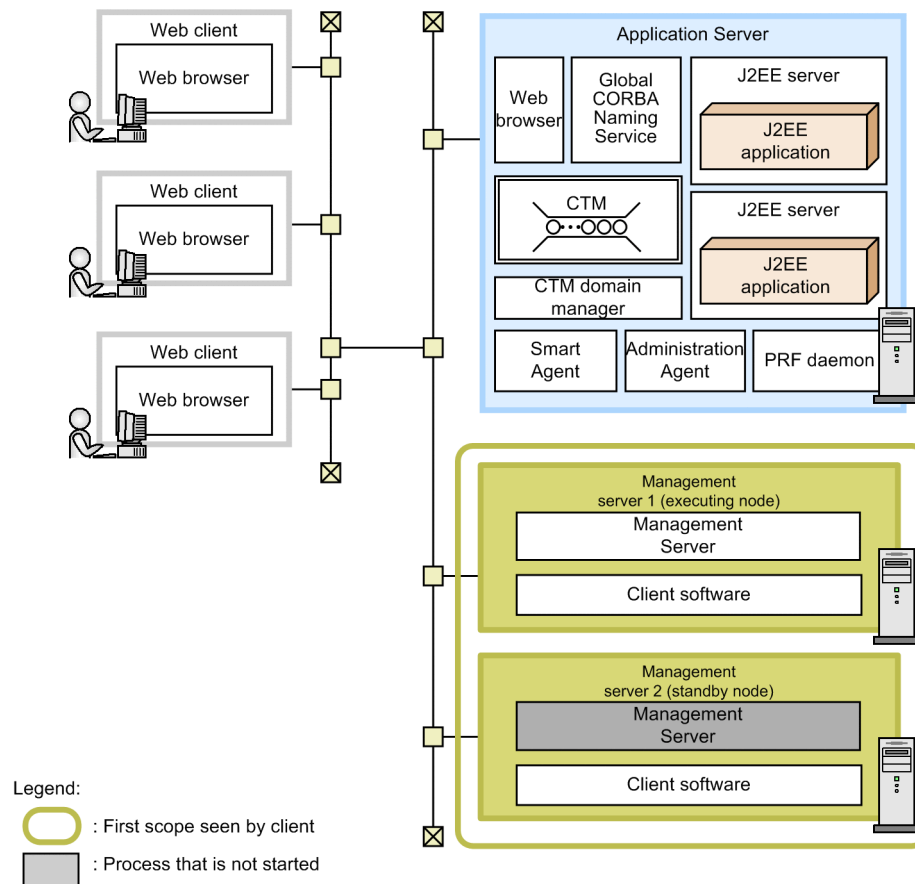 Web client
Web browser
Web client
Web browser
Web client
Web browser
Application Server
Web
browser
Global
CORBA
Naming
Service
J2EE server
J2EE
application
CTM
J2EE server
J2EE
application
CTM domain
manager
Smart
Agent
Administration
Agent
PRF daemon
Management
server 1 (executing node)
Management
Server
Client software
Management
server 2 (standby node)
Management
Server
Client software
Legend:
: First scope seen by client
: Process that is not started